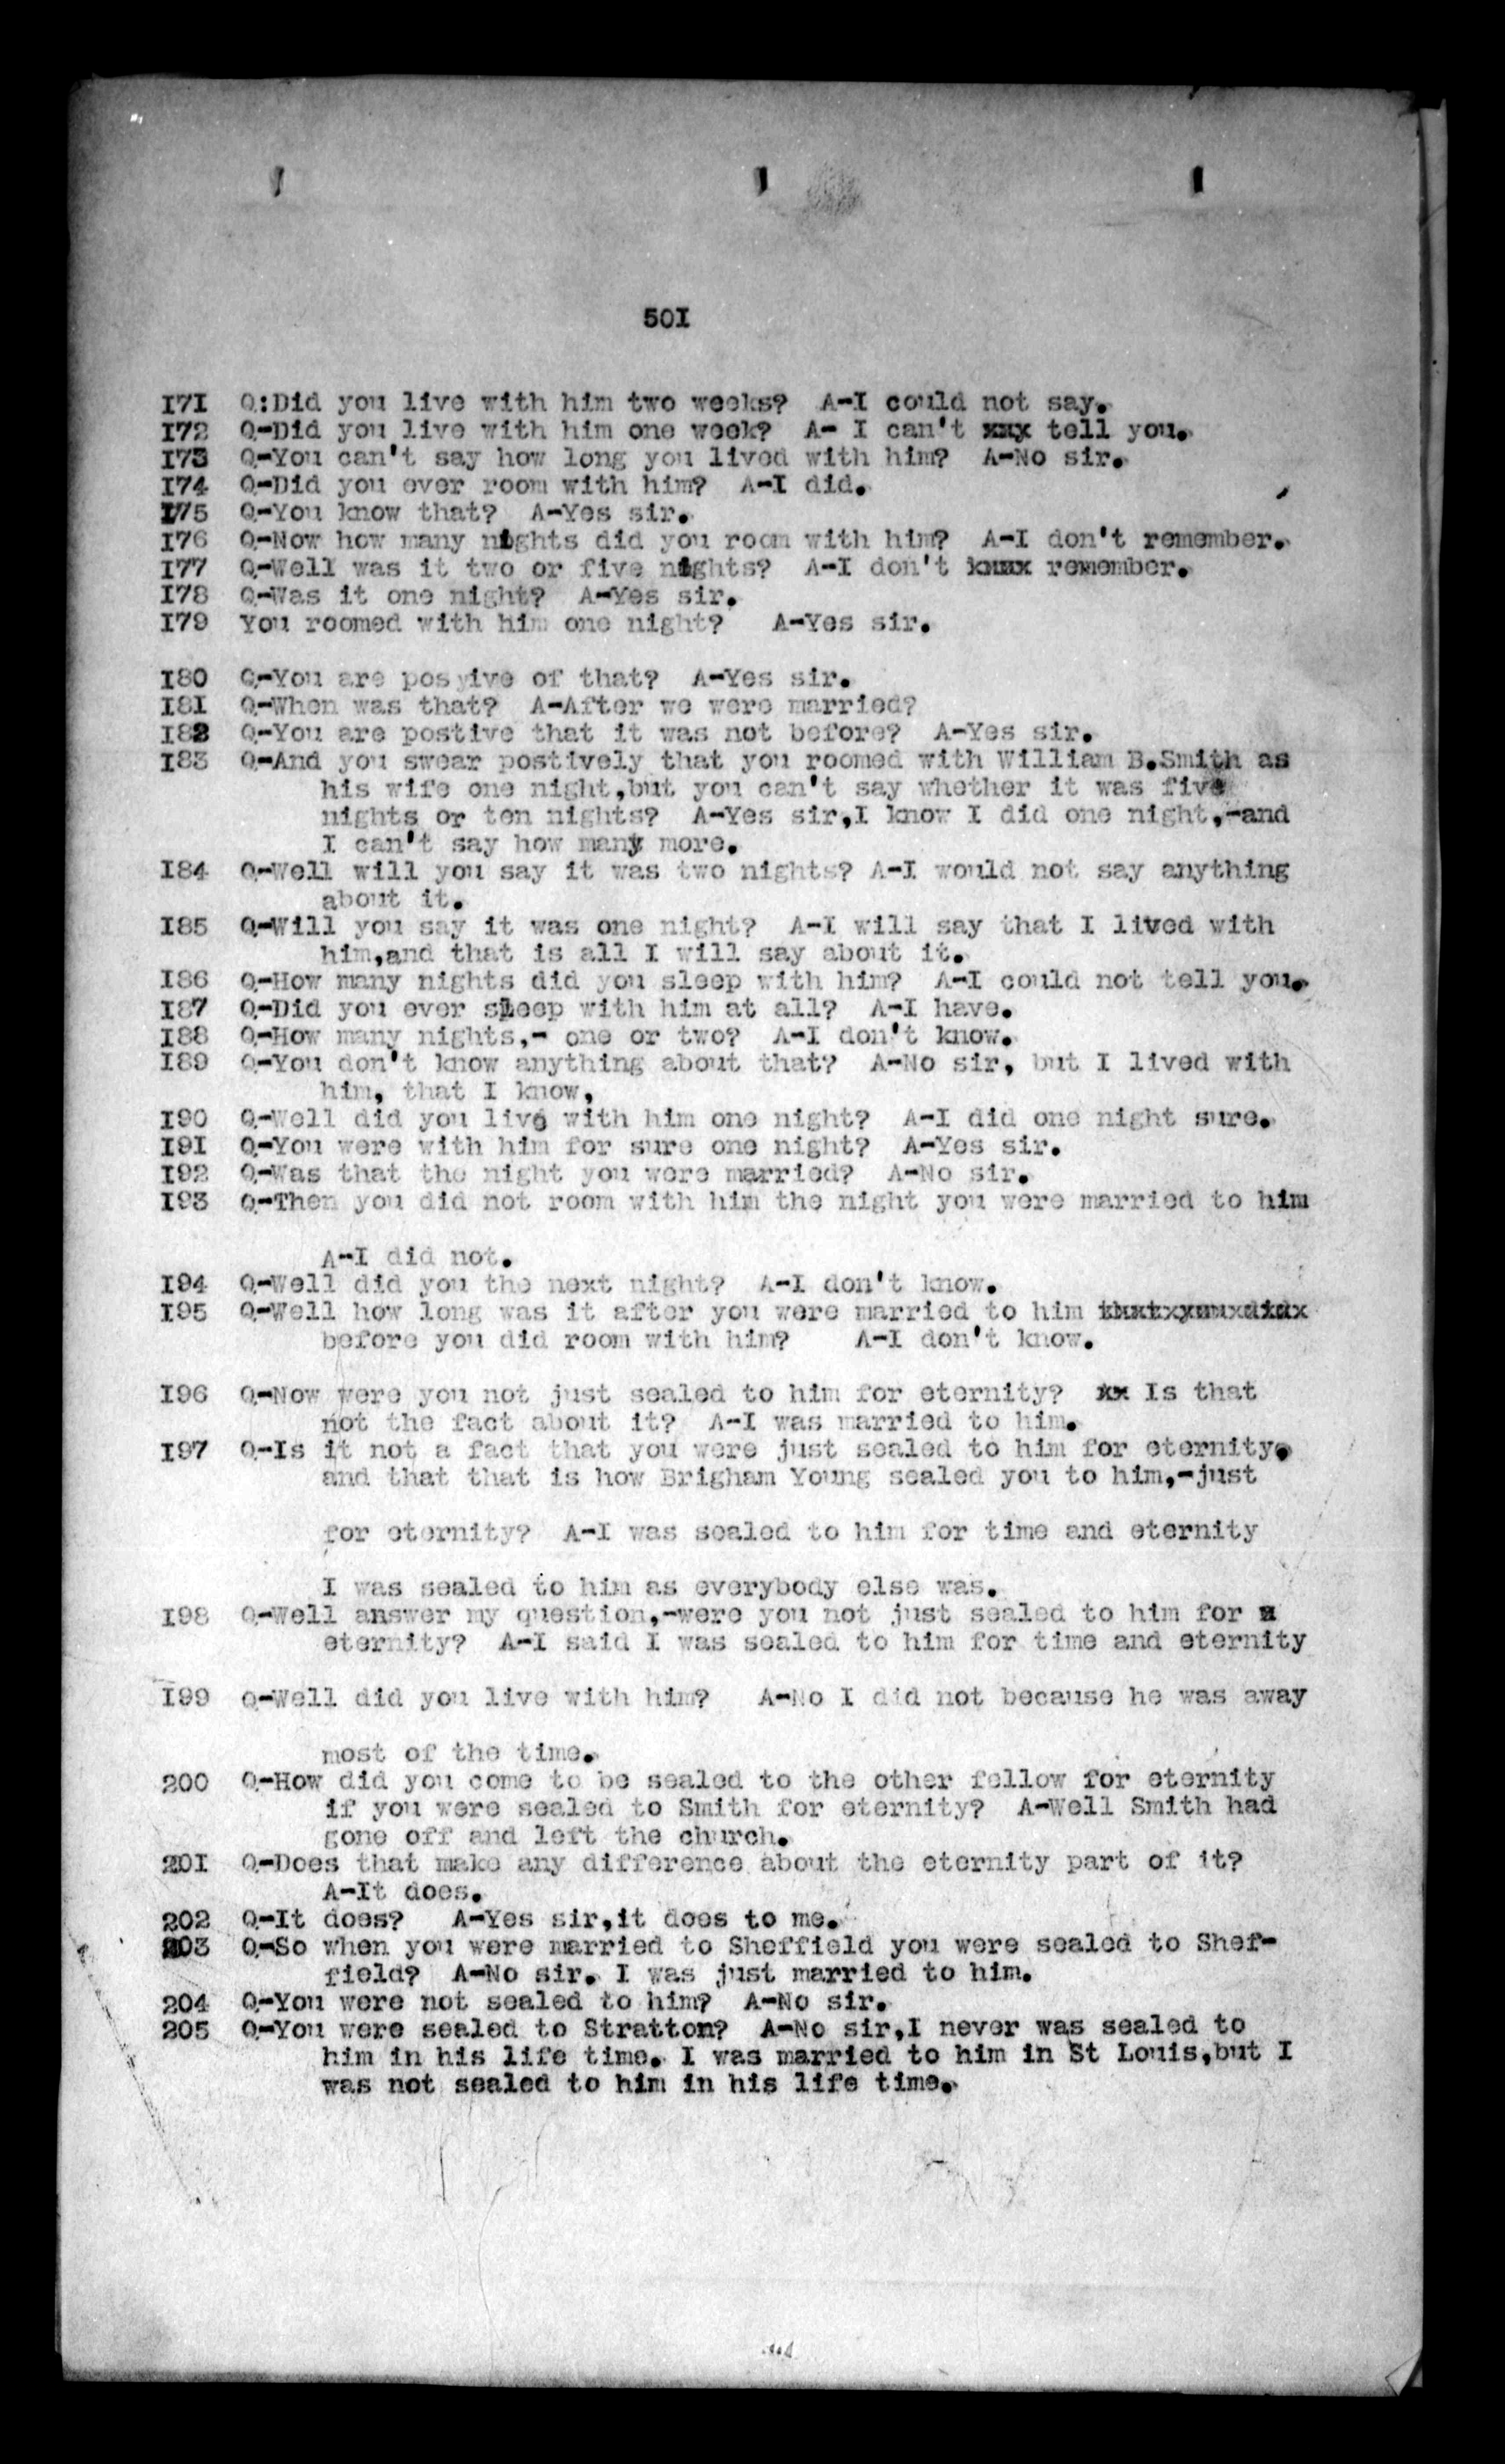 501
171 Q:Did you live with him two weeks? A-I could not say.
172 Q-Did you live with him one week? A- I can't xxx tell you.
173 Q-You can't say how long you lived with him? A-No sir.
174 Q-Did you ever room with him? A-I did.
175 Q-You know that? A-Yes sir.
176 Q-Now how many nights did you room with him? A-I don't remember.
177 Q-Well was it two or five nights? A-I don't remember.
178 Q-Was it one night? A-Yes sir.
179 You roomed with him one night? A-Yes sir.
180 Q-You are posyive of that? A-Yes sir.
181 Q-When was that? A-After we were married?
182 Q-You are postive that it was not before? A-Yes sir.
183 Q-And you swear postively that you roomed with William B.Smith as
his wife one night,but you can't say whether it was five
nights or ten nights? A-Yes sir,I know I did one night,-and
I can't say how many more.
184 Q-Well will you say it was two nights? A-I would not say anything
about it.
185 Q-Will you say it was one night? A-I will say that I lived with
him,and that is all I will say about it.
186 Q-How many nights did you sleep with him? A-I could not tell you.
187 Q-Did you ever sleep with him at all? A-I have.
188 Q-How many nights,- one or two? A-I don't know.
189 Q-You don't know anything about that? A-No sir, but I lived with
him, that I know,
190 Q-Well did you live with him one night? A-I did one night sure.
191 Q-You were with him for sure one night? A-Yes sir.
192 Q-Was that the night you were married? A-No sir.
193 Q-Then you did not room with him the night you were married to him
A-I did not.
194 Q-Well did you the next night? A-I don't know.
195 Q-Well how long was it after you were married to him
before you did room with him? A-I don't know.
196 Q-Now were you not just sealed to him for eternity? xx Is that
not the fact about it? A-I was married to him.
197 Q-Is it not a fact that you were just sealed to him for eternity,
and that that is how Brigham Young sealed you to him,-just
for eternity? A-I was sealed to him for time and eternity
I was sealed to him as everybody else was.
198 Q-Well answer my question,-were you not just sealed to him for
eternity? A-I said I was sealed to him for time and eternity
199 Q-Well did you live with him? A-No I did not because he was away
most of the time.
200 Q-How did you come to be sealed to the other fellow for eternity
if you were sealed to Smith for eternity? A-Well Smith had
gone off and left the church.
201 Q-Does that make any difference about the eternity part of it?
A-It does.
202 Q-It does? A-Yes sir,it does to me.
203 Q-So when you were married to Sheffield you were sealed to Shef-
field? A-No sir. I was just married to him.
204 Q-You were not sealed to him? A-No sir.
205 Q-You were sealed to Stratton? A-No sir,I never was sealed to
him in his life time. I was married to him in St Louis,but I
was not sealed to him in his life time.